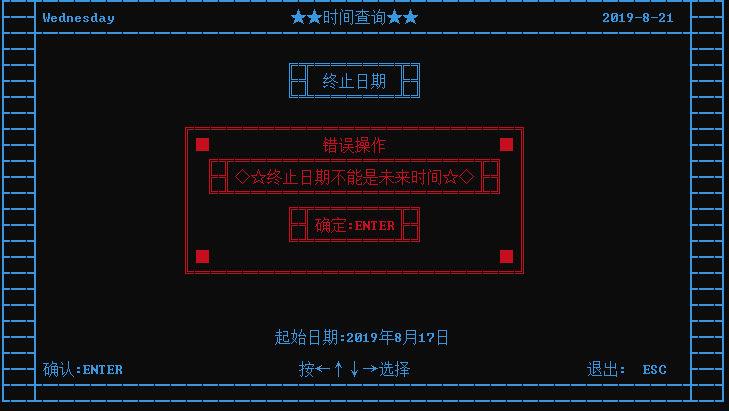 Wednesday ★★时间查询★★ 2019-8-21
终止日期
错误操作
◇☆终止日期不能是未来时间☆◇
确定:ENTER
起始日期:2019年8月17日
确认:ENTER 按←↑↓→选择 退出: ESC